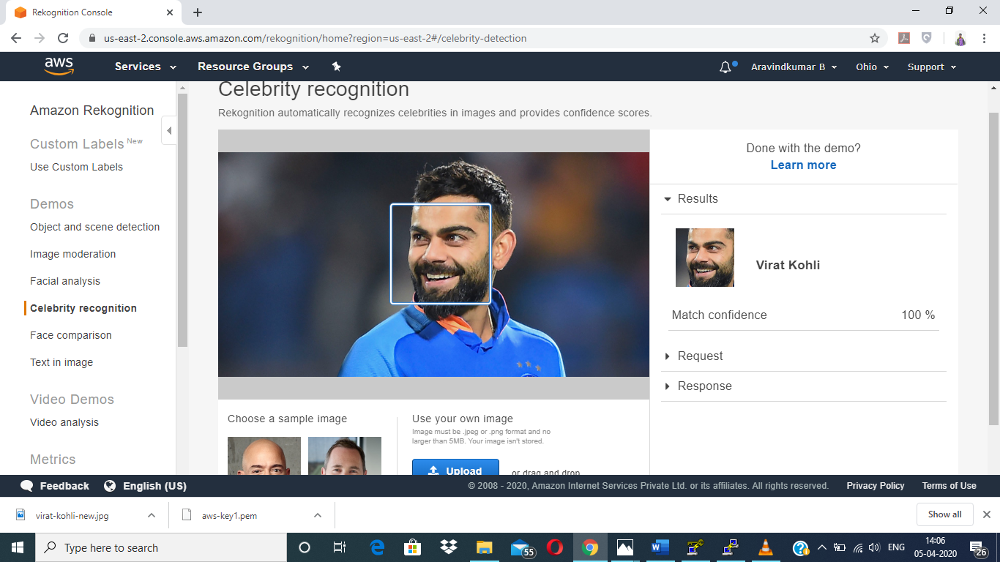 Rekognition Console
us-east-2.console.aws.amazon.com/rekognition/home?region=us-east-2#/celebrity-detection
aws
Services
Resource Groups
Aravindkumar B
Ohio
Support
Amazon Rekognition
Custom Labels New
Use Custom Labels
Demos
Object and scene detection
Image moderation
Facial analysis
Celebrity recognition
Face comparison
Text in image
Video Demos
Video analysis
Metrics
Celebrity recognition
Rekognition automatically recognizes celebrities in images and provides confidence scores.
Done with the demo?
Learn more
Results
Virat Kohli
Match confidence 100 %
Request
Response
Choose a sample image
Use your own image
Image must be .jpeg or .png format and no
larger than 5MB. Your image isn't stored.
Upload
or drag and drop
Feedback
English (US)
© 2008 - 2020, Amazon Internet Services Private Ltd. or its affiliates. All rights reserved.
Privacy Policy
Terms of Use
virat-kohli-new.jpg
aws-key1.pem
Show all
Type here to search
55
ENG
14:06
05-04-2020
26